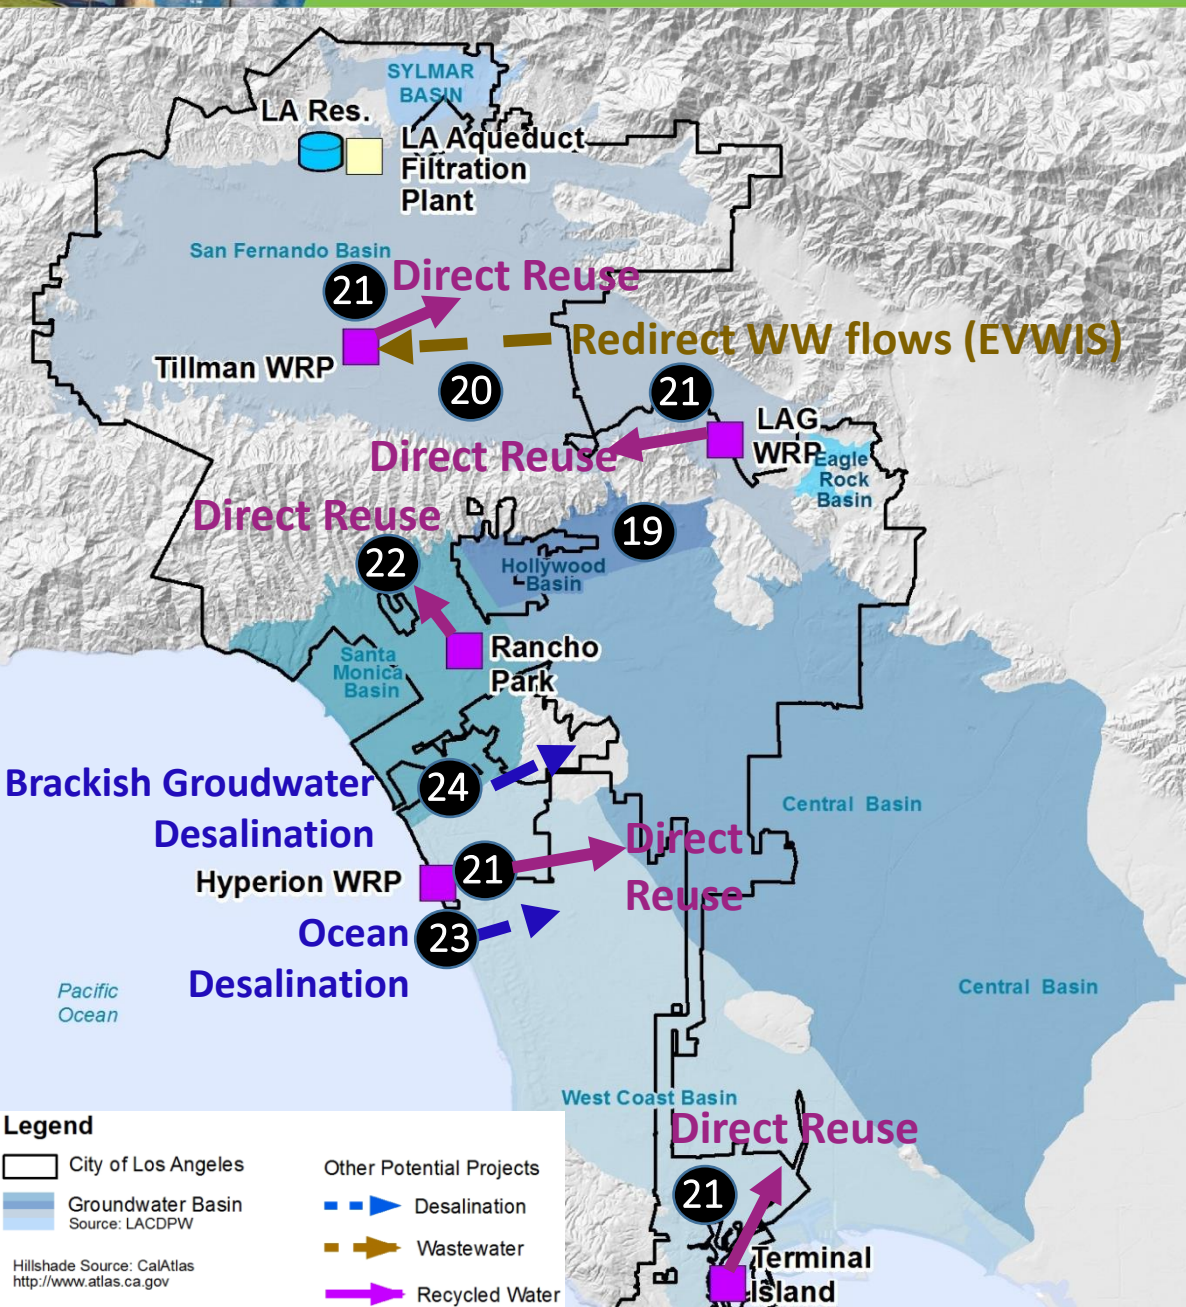 SYLMAR
BASIN
LA Res.
LA Aqueduct
Filtration
Plant
San Fernando Basin
21
Direct Reuse
Redirect WW flows (EVWIS)
Tillman WRP
20
21
LAG
WRP
Direct Reuse
Eagle
Rock
Basin
Direct Reuse
19
22
Hollywood
Basin
Santa
Monica
Basin
Rancho
Park
Brackish Groudwater
Desalination
24
Central Basin
Direct
Reuse
Hyperion WRP
21
Ocean
Desalination
23
Pacific
Ocean
Central Basin
West Coast Basin
Direct Reuse
21
Terminal
Island
Legend
City of Los Angeles
Groundwater Basin
Source: LACDPW
Hillshade Source: CalAtlas
http://www.atlas.ca.gov
Other Potential Projects
Desalination
Wastewater
Recycled Water